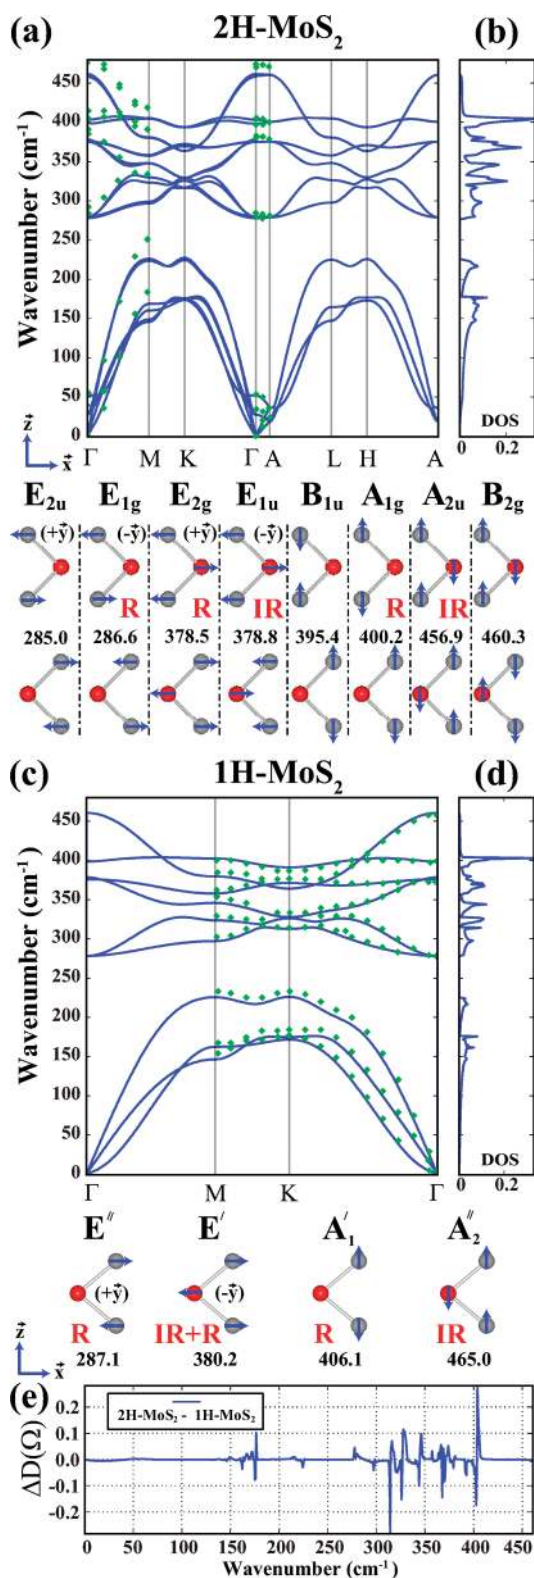 (a) 2H-MoS₂ (b)
Wavenumber (cm⁻¹)
450
400
350
300
250
200
150
100
50
0
Γ M K Γ A L H A
DOS
0 0.2
z
x
E₂ᵤ E₁g E₂g E₁ᵤ B₁ᵤ A₁g A₂ᵤ B₂g
(+y) (-y) (+y) (-y)
R R IR R IR
285.0 286.6 378.5 378.8 395.4 400.2 456.9 460.3
(c) 1H-MoS₂ (d)
Wavenumber (cm⁻¹)
450
400
350
300
250
200
150
100
50
0
Γ M K Γ
DOS
0 0.2
E″ E′ A′₁ A″₂
(+y) (-y)
R IR+R R IR
z
x
287.1 380.2 406.1 465.0
(e)
2H-MoS₂ - 1H-MoS₂
ΔD(Ω)
0.2
0.1
0.0
-0.1
-0.2
0 50 100 150 200 250 300 350 400 450
Wavenumber (cm⁻¹)